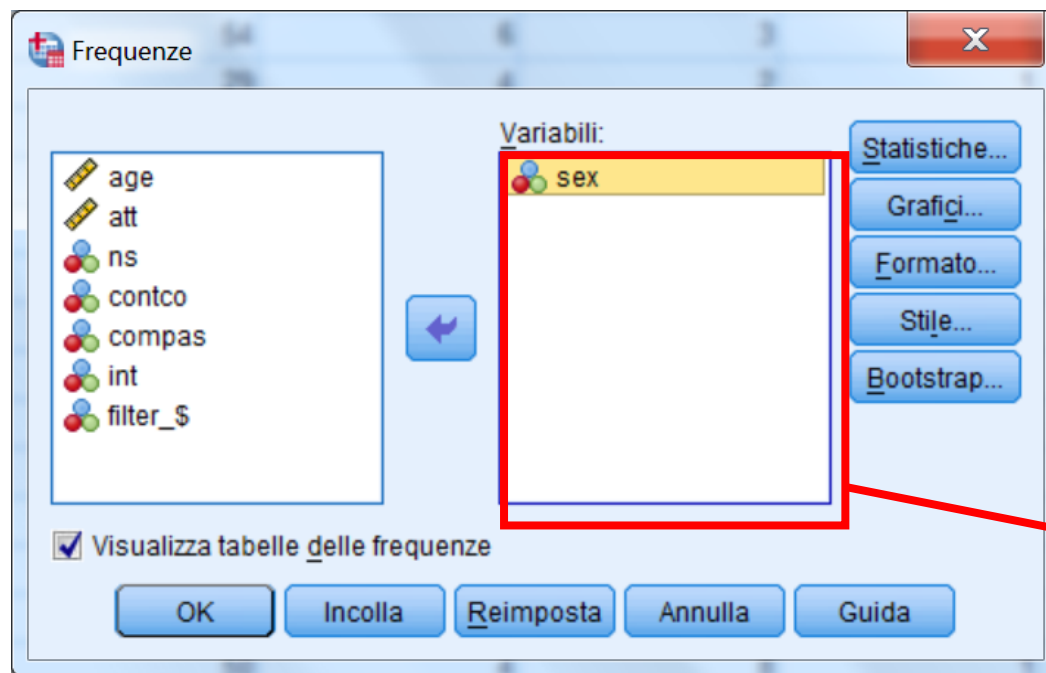 Frequenze
Variabili:
age
att
ns
contco
compas
int
filter_$
sex
Statistiche...
Grafici...
Formato...
Stile...
Bootstrap...
Visualizza tabelle delle frequenze
OK Incolla Reimposta Annulla Guida